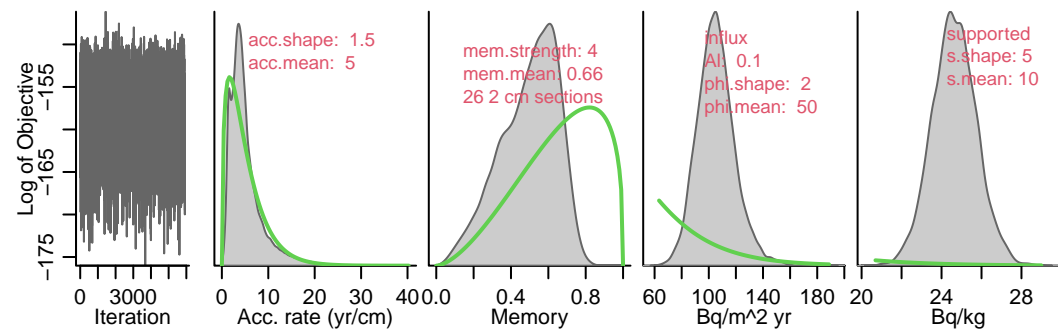 Log of Objective
−155
−165
−175
0
3000
Iteration
acc.shape: 1.5
acc.mean: 5
0
10
20
30
40
Acc. rate (yr/cm)
mem.strength: 4
mem.mean: 0.66
26 2 cm sections
0.0
0.4
0.8
Memory
influx
Al: 0.1
phi.shape: 2
phi.mean: 50
60
100
140
180
Bq/m^2 yr
supported
s.shape: 5
s.mean: 10
20
24
28
Bq/kg